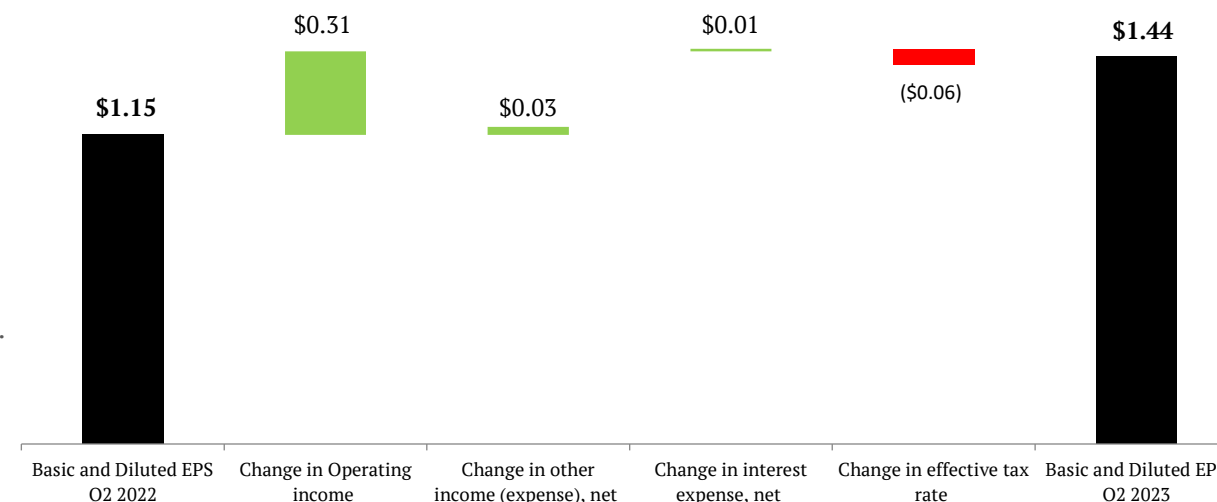 $0.31
$0.01
$1.44
$1.15
$0.03
($0.06)
Basic and Diluted EPS
Q2 2022
Change in Operating
income
Change in other
income (expense), net
Change in interest
expense, net
Change in effective tax
rate
Basic and Diluted EP
Q2 2023